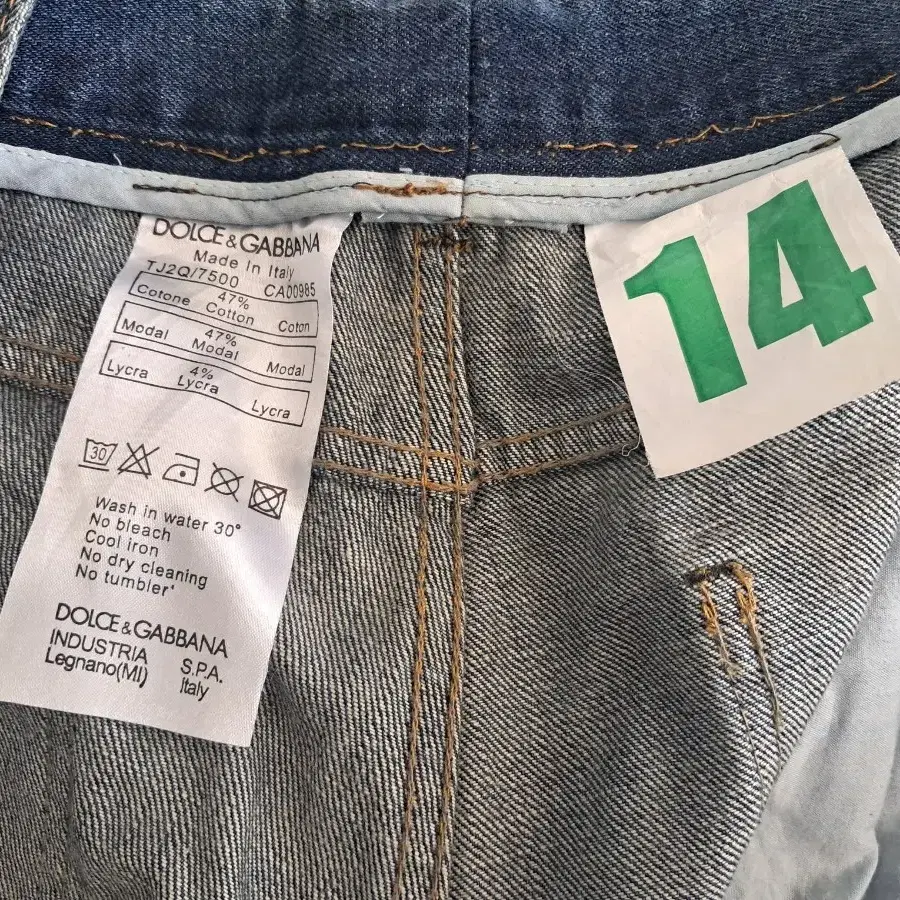 DOLCE & GABBANA
Made in Italy
TJ2Q/7500 CA00985
47%
Cotone Cotton Coton
47%
Modal Modal Modal
4%
Lycra Lycra Lycra
30
Wash in water 30°
No bleach
Cool iron
No dry cleaning
No tumbler
DOLCE & GABBANA
INDUSTRIA S.P.A.
Legnano(MI) Italy
14